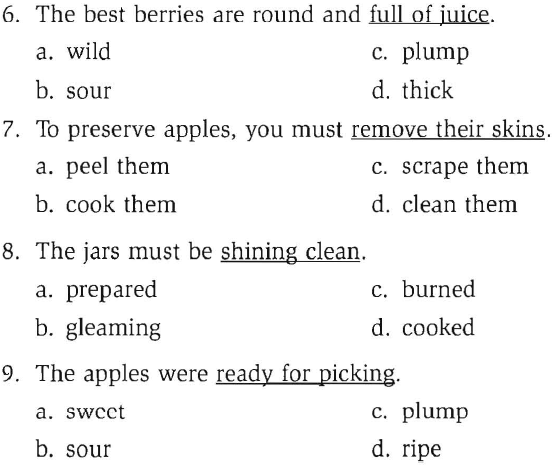 6. The best berries are round and full of juice.
a. wild c. plump
b. sour d. thick
7. To preserve apples, you must remove their skins.
a. peel them c. scrape them
b. cook them d. clean them
8. The jars must be shining clean.
a. prepared c. burned
b. gleaming d. cooked
9. The apples were ready for picking.
a. sweet c. plump
b. sour d. ripe